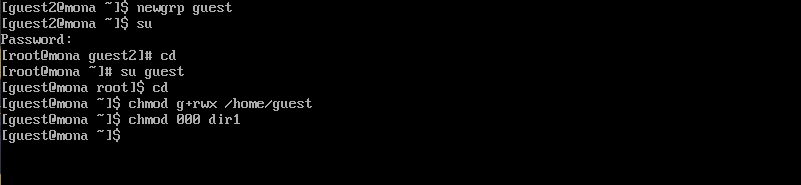 [guest2@mona ~]$ newgrp guest
[guest2@mona ~]$ su
Password:
[root@mona guest2]# cd
[root@mona ~]# su guest
[guest@mona root]$ cd
[guest@mona ~]$ chmod g+rwx /home/guest
[guest@mona ~]$ chmod 000 dir1
[guest@mona ~]$